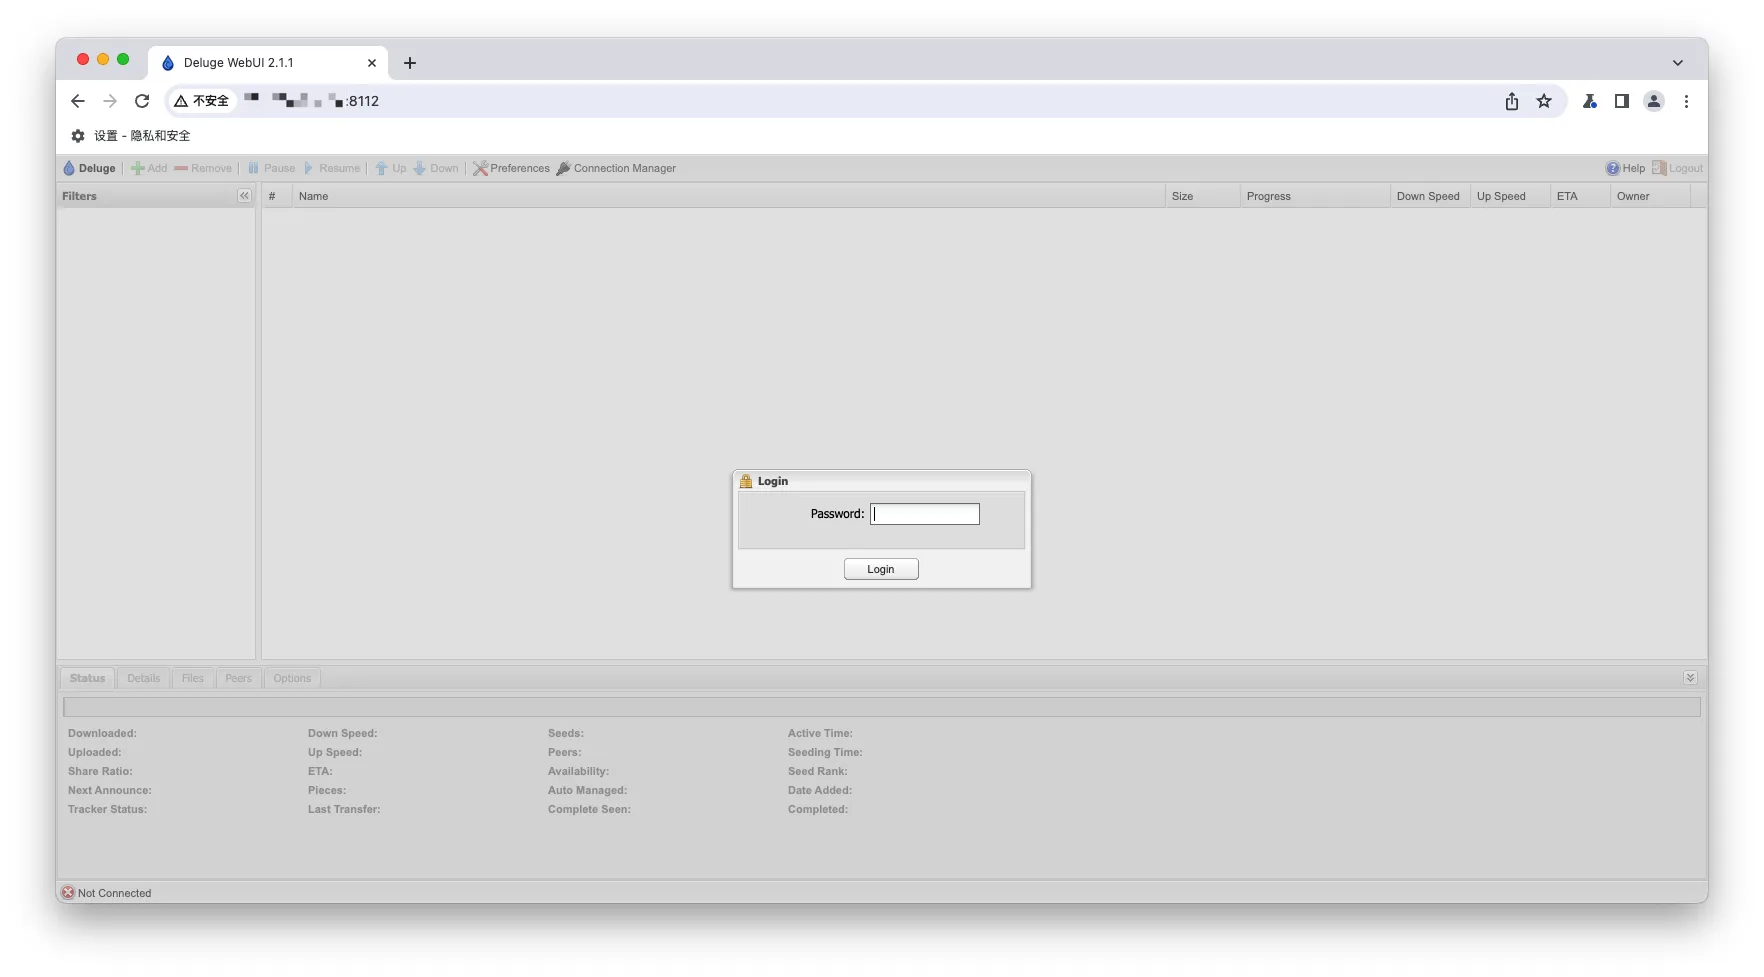 Deluge WebUI 2.1.1
不安全 :8112
设置 - 隐私和安全
Deluge Add Remove Pause Resume Up Down Preferences Connection Manager Help Logout
Filters # Name Size Progress Down Speed Up Speed ETA Owner
Login
Password:
Login
Status Details Files Peers Options
Downloaded: Down Speed: Seeds: Active Time:
Uploaded: Up Speed: Peers: Seeding Time:
Share Ratio: ETA: Availability: Seed Rank:
Next Announce: Pieces: Auto Managed: Date Added:
Tracker Status: Last Transfer: Complete Seen: Completed:
Not Connected